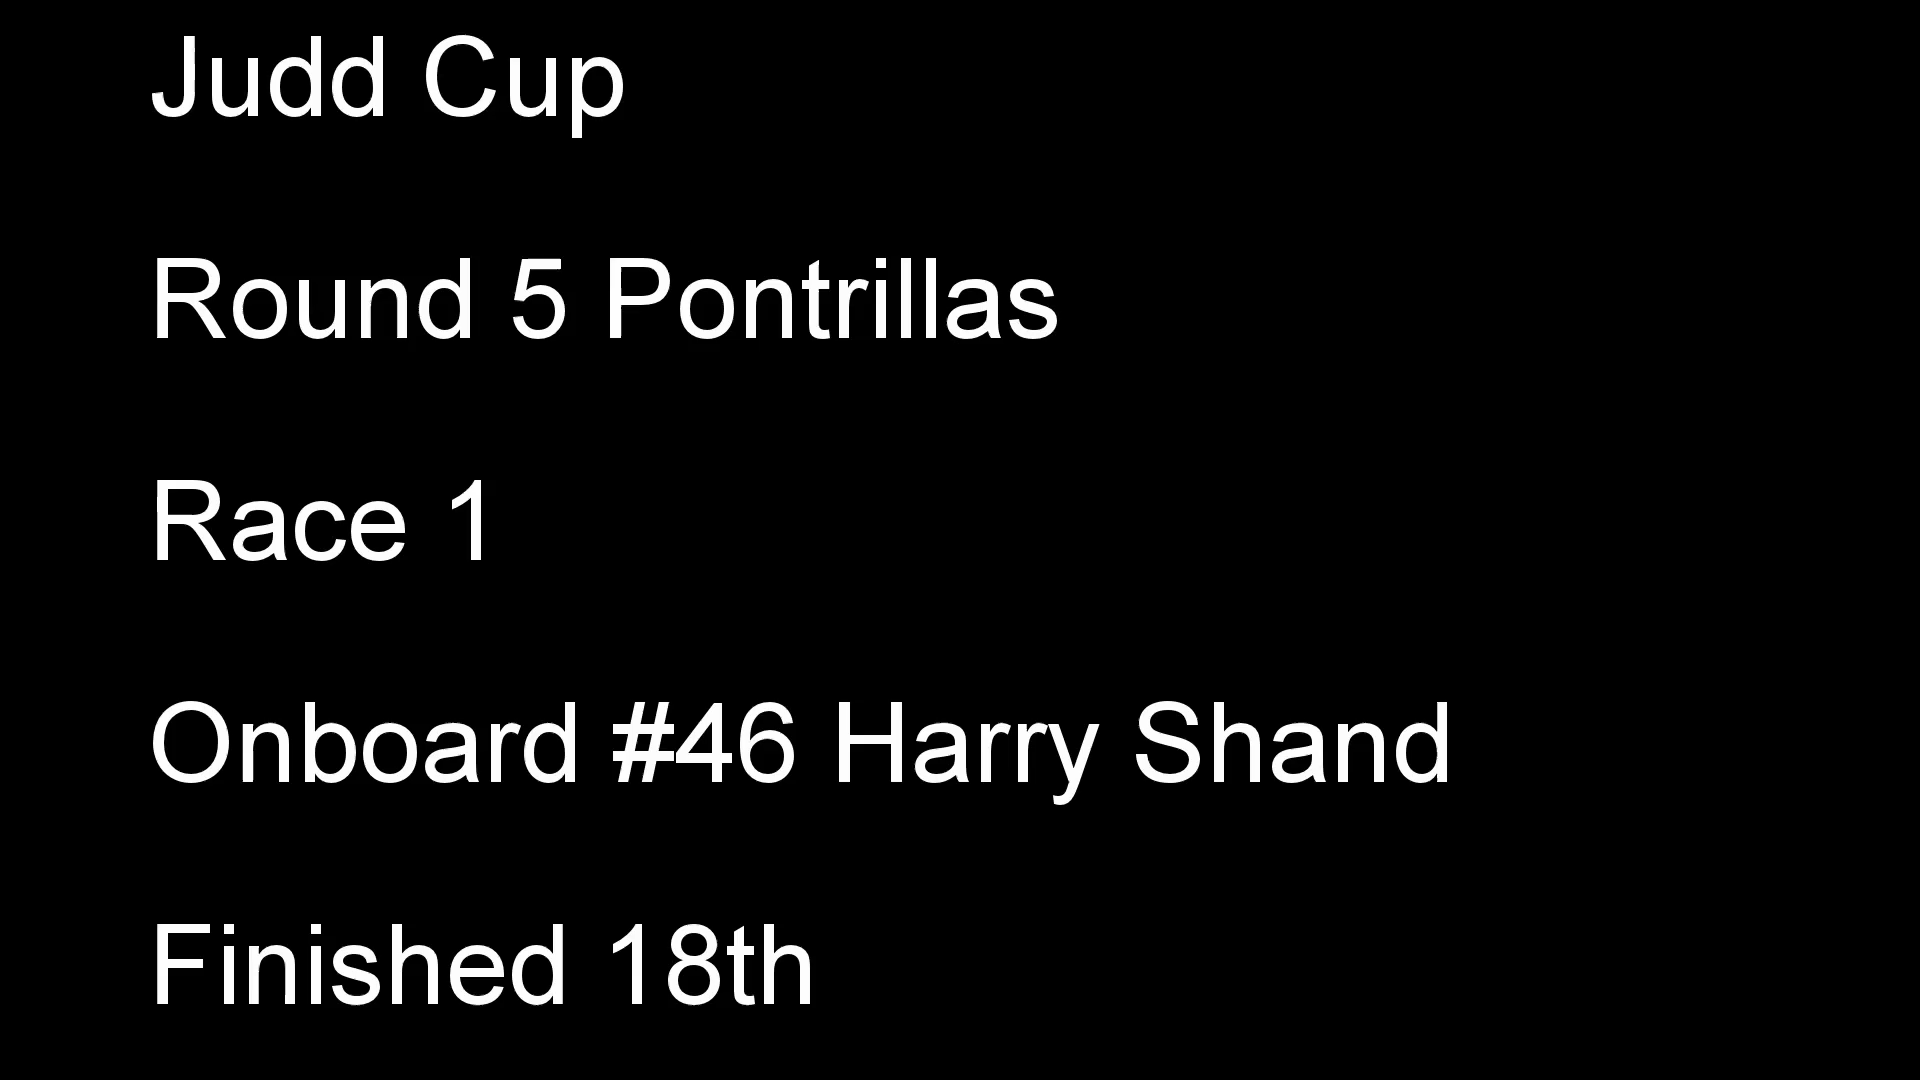 Judd Cup
Round 5 Pontrillas
Race 1
Onboard #46 Harry Shand
Finished 18th